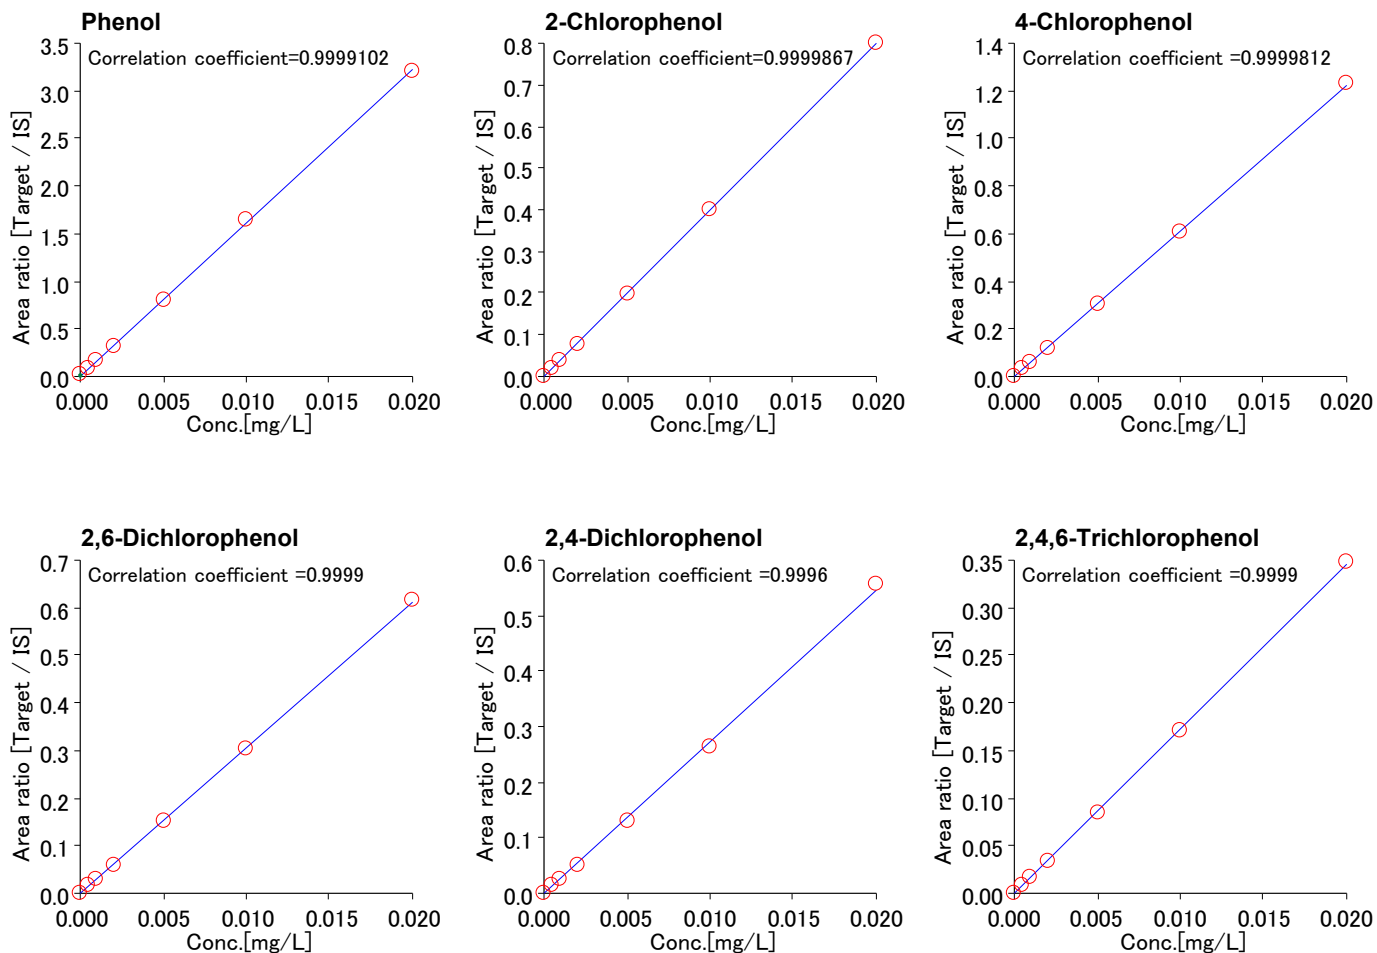 Phenol
Correlation coefficient=0.9999102
Area ratio [Target / IS]
3.5
3.0
2.5
2.0
1.5
1.0
0.5
0.0
0.000 0.005 0.010 0.015 0.020
Conc.[mg/L]
2-Chlorophenol
Correlation coefficient=0.9999867
Area ratio [Target / IS]
0.8
0.7
0.6
0.5
0.4
0.3
0.2
0.1
0.0
0.000 0.005 0.010 0.015 0.020
Conc.[mg/L]
4-Chlorophenol
Correlation coefficient =0.9999812
Area ratio [Target / IS]
1.4
1.2
1.0
0.8
0.6
0.4
0.2
0.0
0.000 0.005 0.010 0.015 0.020
Conc.[mg/L]
2,6-Dichlorophenol
Correlation coefficient =0.9999
Area ratio [Target / IS]
0.7
0.6
0.5
0.4
0.3
0.2
0.1
0.0
0.000 0.005 0.010 0.015 0.020
Conc.[mg/L]
2,4-Dichlorophenol
Correlation coefficient =0.9996
Area ratio [Target / IS]
0.6
0.5
0.4
0.3
0.2
0.1
0.0
0.000 0.005 0.010 0.015 0.020
Conc.[mg/L]
2,4,6-Trichlorophenol
Correlation coefficient =0.9999
Area ratio [Target / IS]
0.35
0.30
0.25
0.20
0.15
0.10
0.05
0.00
0.000 0.005 0.010 0.015 0.020
Conc.[mg/L]